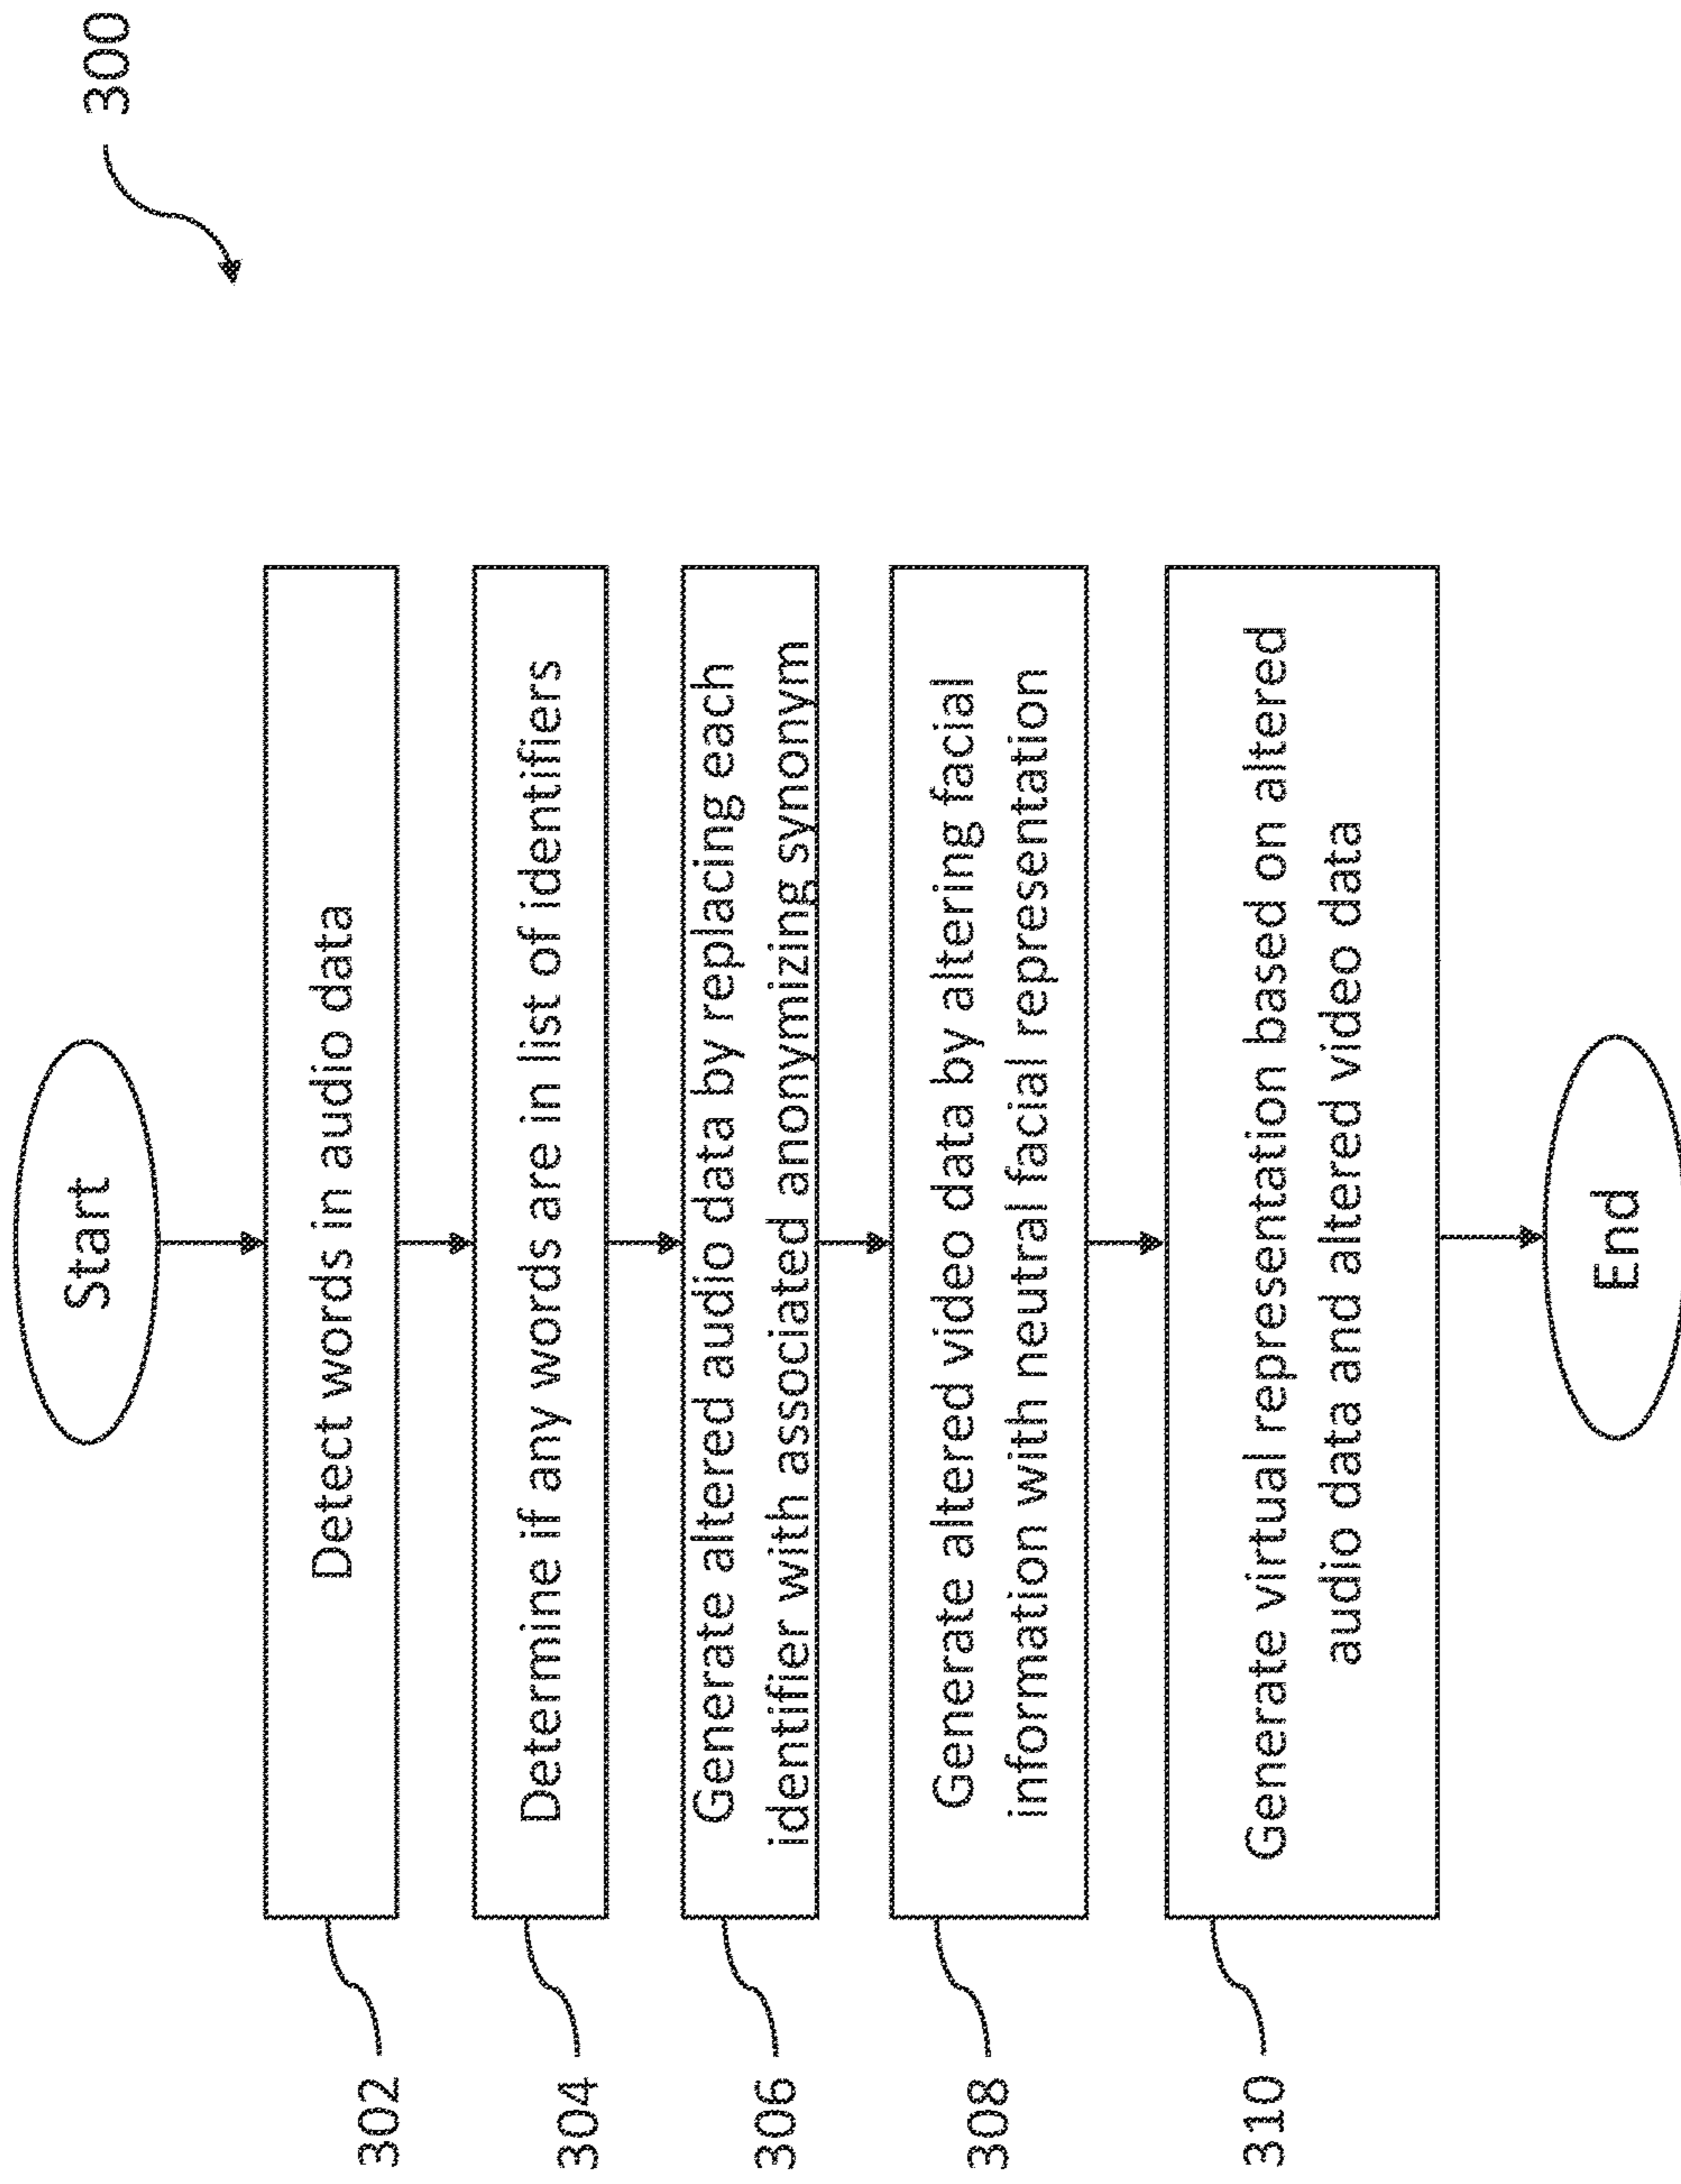 300
Start
302
Detect words in audio data
304
Determine if any words are in list of identifiers
306
Generate altered audio data by replacing each
identifier with associated anonymizing synonym
308
Generate altered video data by altering facial
information with neutral facial representation
310
Generate virtual representation based on altered
audio data and altered video data
End